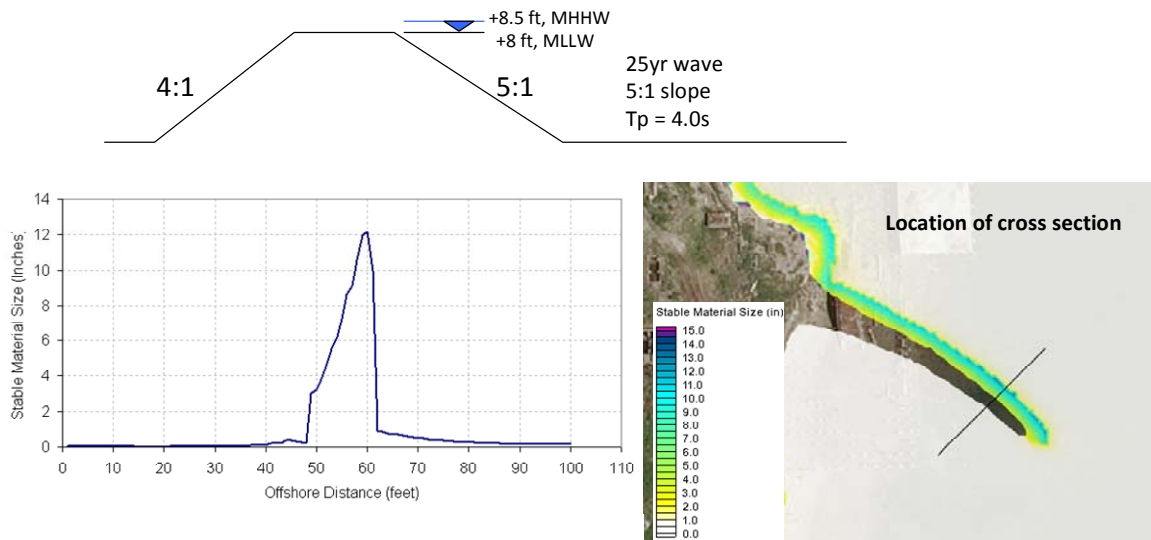 +8.5 ft, MHHW
+8 ft, MLLW
4:1
5:1
25yr wave
5:1 slope
Tp = 4.0s
14
12
10
8
6
4
2
0
Stable Material Size (Inches)
0 10 20 30 40 50 60 70 80 90 100 110
Offshore Distance (feet)
Location of cross section
Stable Material Size (in)
15.0
14.0
13.0
12.0
11.0
10.0
9.0
8.0
7.0
6.0
5.0
4.0
3.0
2.0
1.0
0.0